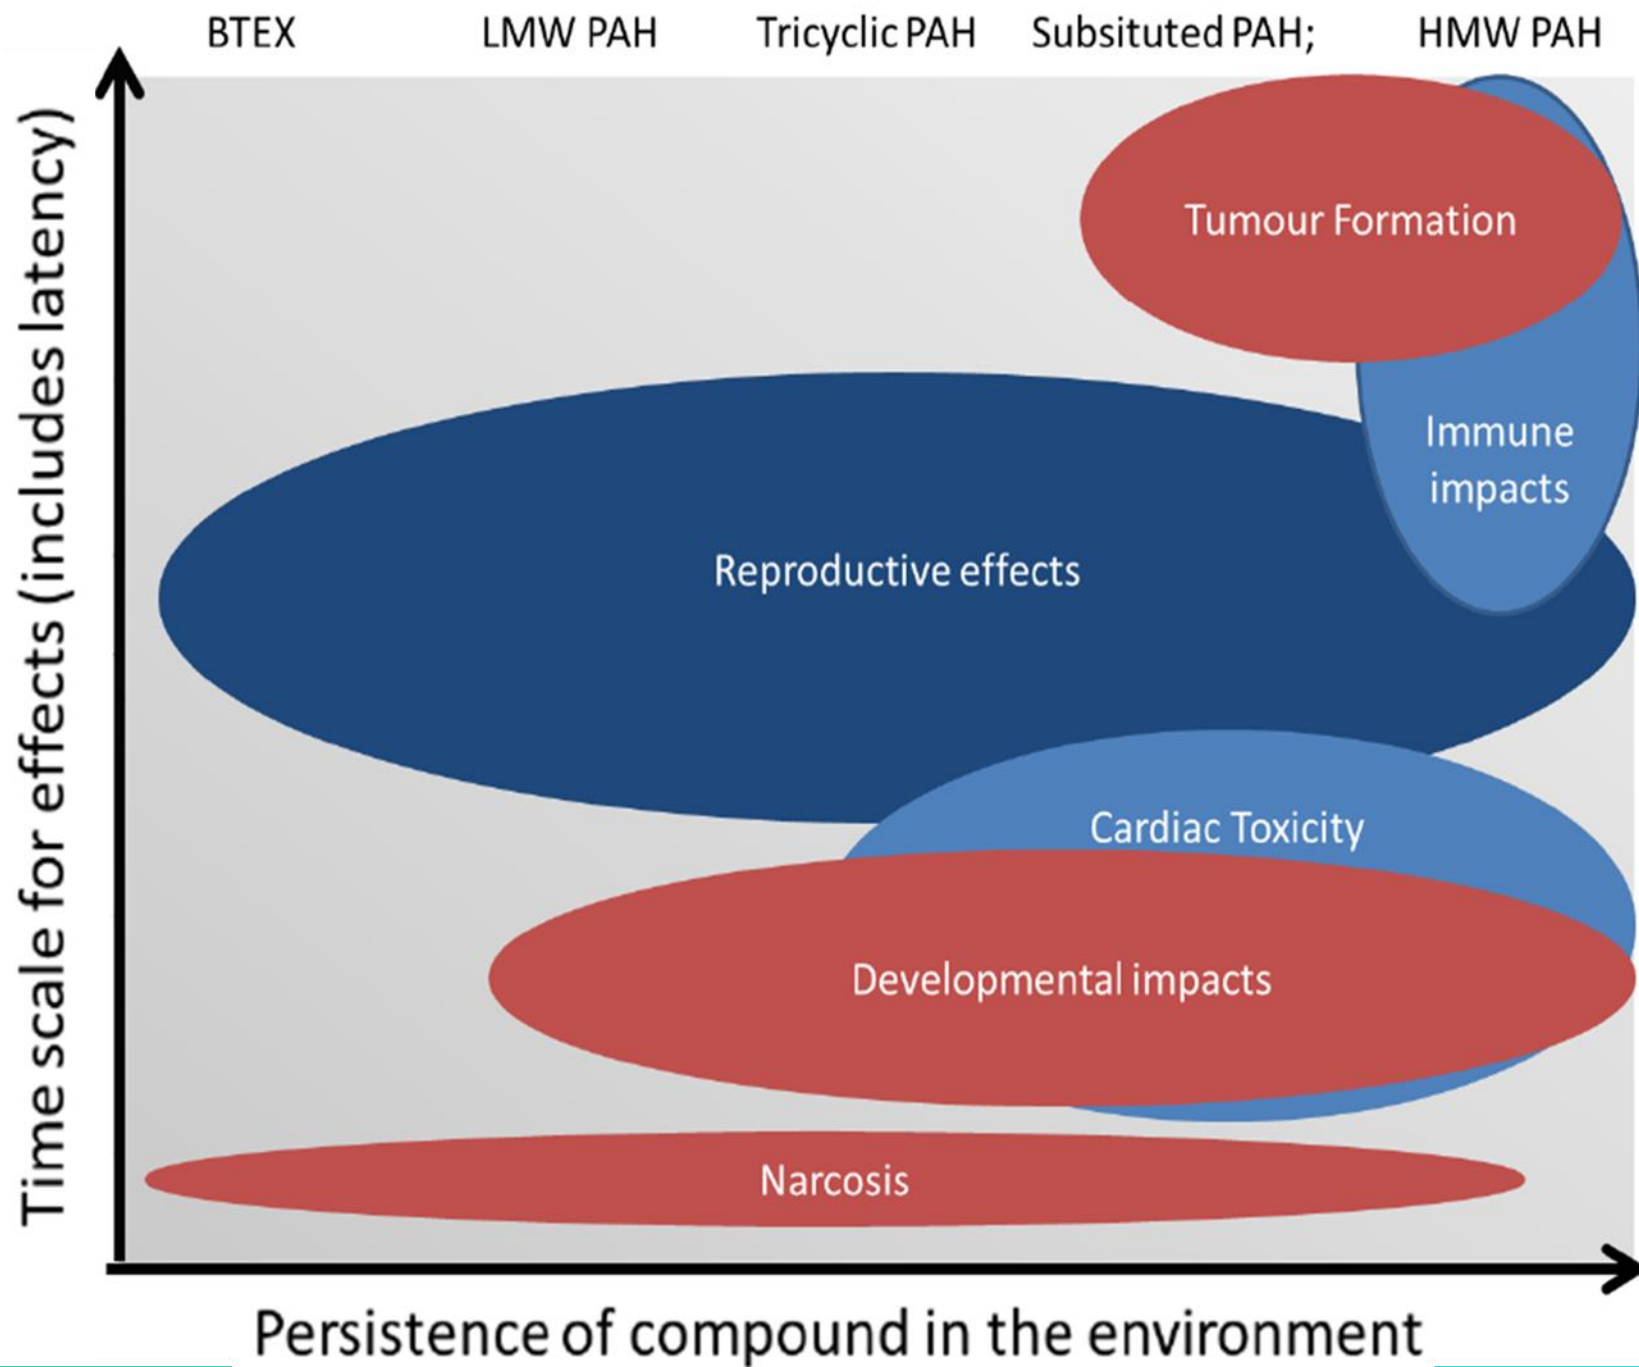 BTEX LMW PAH Tricyclic PAH Subsituted PAH; HMW PAH
Time scale for effects (includes latency)
Tumour Formation
Immune
impacts
Reproductive effects
Cardiac Toxicity
Developmental impacts
Narcosis
Persistence of compound in the environment